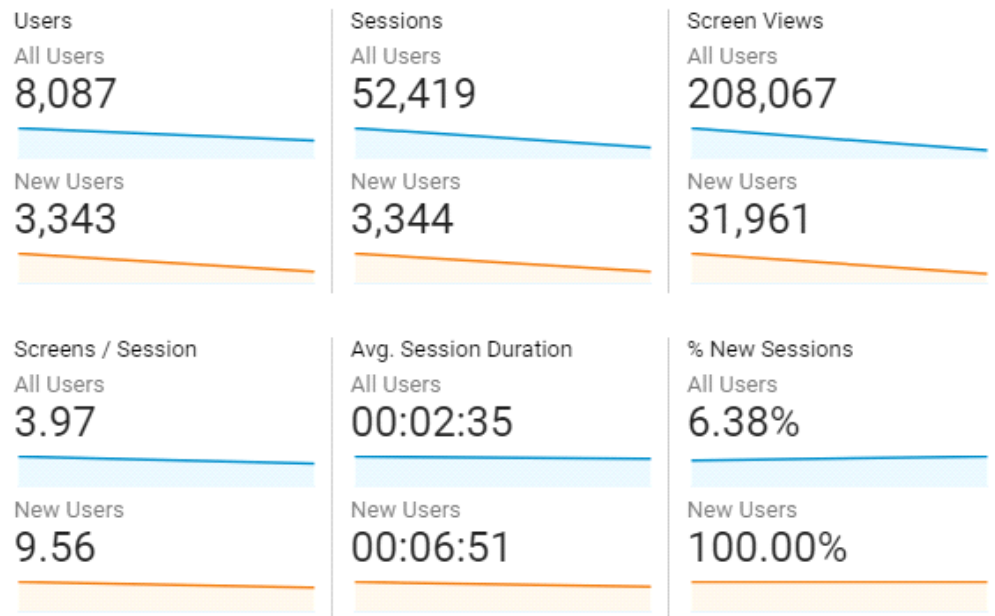 Users
All Users
8,087
New Users
3,343
Sessions
All Users
52,419
New Users
3,344
Screen Views
All Users
208,067
New Users
31,961
Screens / Session
All Users
3.97
New Users
9.56
Avg. Session Duration
All Users
00:02:35
New Users
00:06:51
% New Sessions
All Users
6.38%
New Users
100.00%